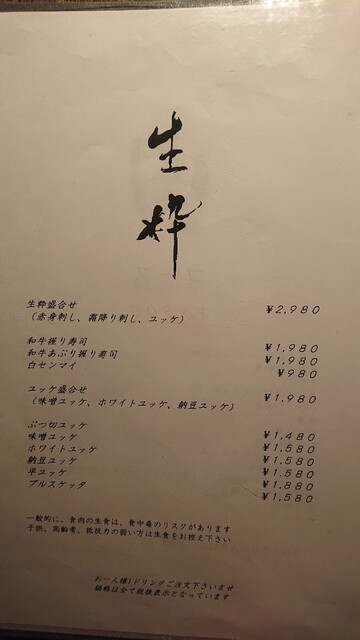 生粋
生粋盛合せ ¥2,980
(赤身刺し、霜降り刺し、ユッケ)
和牛握り寿司 ¥1,980
和牛あぶり握り寿司 ¥1,980
白センマイ ¥980
ユッケ盛合せ ¥1,980
(味噌ユッケ、ホワイトユッケ、納豆ユッケ)
ぶつ切ユッケ ¥1,480
味噌ユッケ ¥1,580
ホワイトユッケ ¥1,580
納豆ユッケ ¥1,580
平ユッケ ¥1,880
ブルスケッタ ¥1,580
一般的に、食肉の生食は、食中毒のリスクがあります
子供、高齢者、抵抗力の弱い方は生食をお控え下さい
お一人様1ドリンクご注文下さいませ
価格は全て税抜表示となっています